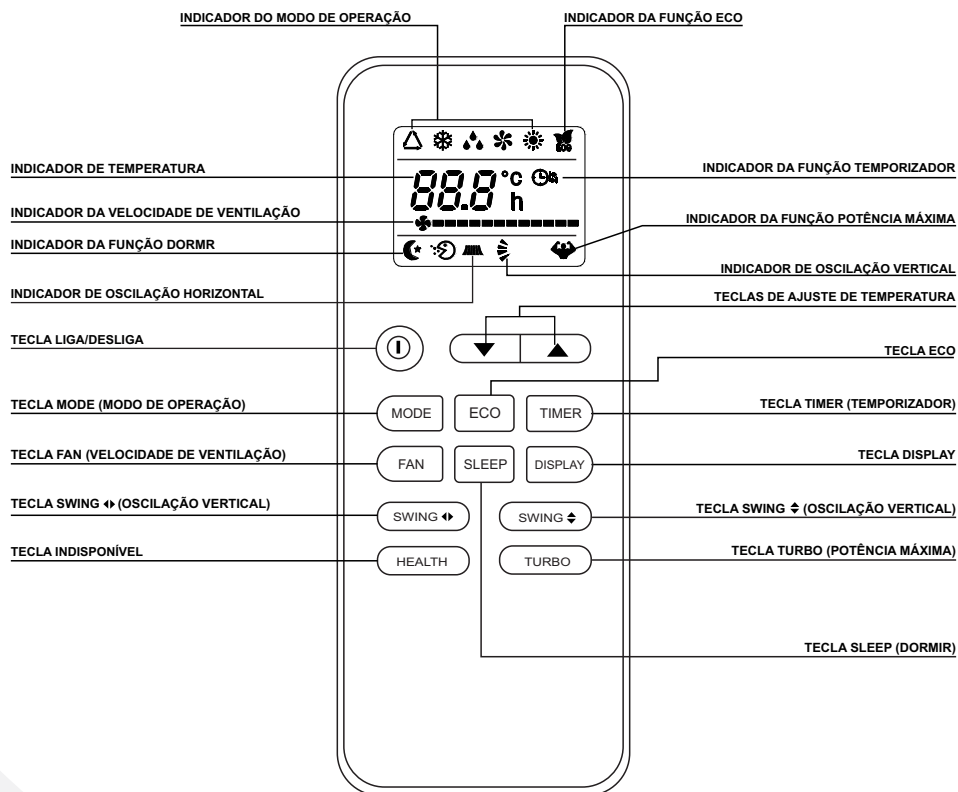 INDICADOR DO MODO DE OPERAÇÃO
INDICADOR DA FUNÇÃO ECO
ECO
INDICADOR DE TEMPERATURA
88.8°C
h
INDICADOR DA FUNÇÃO TEMPORIZADOR
INDICADOR DA VELOCIDADE DE VENTILAÇÃO
INDICADOR DA FUNÇÃO POTÊNCIA MÁXIMA
INDICADOR DA FUNÇÃO DORMR
INDICADOR DE OSCILAÇÃO VERTICAL
INDICADOR DE OSCILAÇÃO HORIZONTAL
TECLAS DE AJUSTE DE TEMPERATURA
TECLA LIGA/DESLIGA
TECLA ECO
TECLA MODE (MODO DE OPERAÇÃO)
MODE
ECO
TIMER
TECLA TIMER (TEMPORIZADOR)
TECLA FAN (VELOCIDADE DE VENTILAÇÃO)
FAN
SLEEP
DISPLAY
TECLA DISPLAY
TECLA SWING (OSCILAÇÃO VERTICAL)
SWING
SWING
TECLA SWING (OSCILAÇÃO VERTICAL)
TECLA INDISPONÍVEL
HEALTH
TURBO
TECLA TURBO (POTÊNCIA MÁXIMA)
TECLA SLEEP (DORMIR)